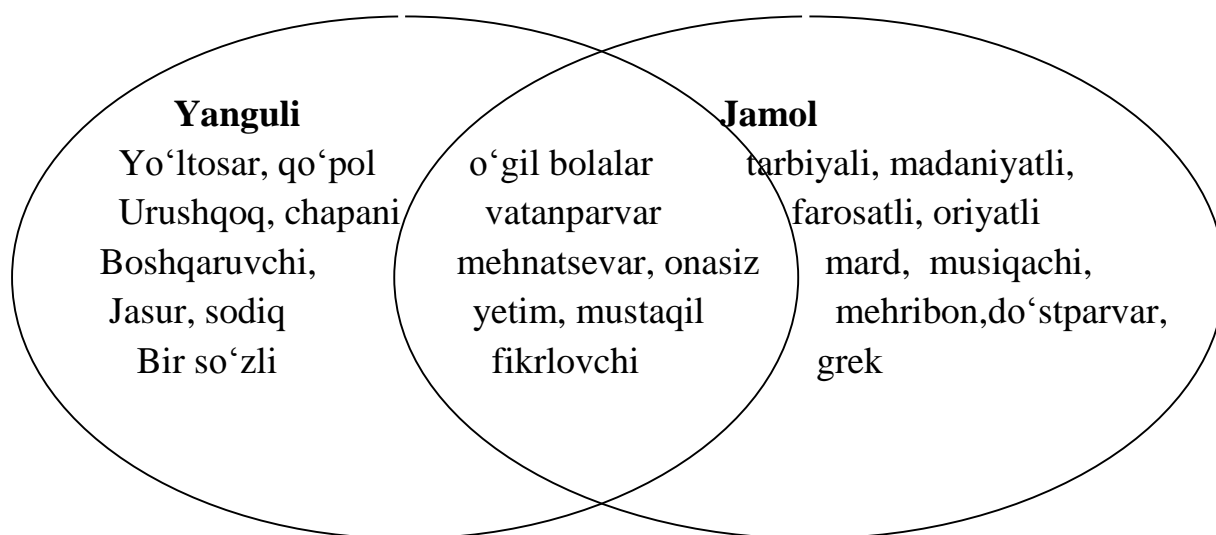 Yanguli Jamol
Yo‘ltosar, qo‘pol o‘gil bolalar tarbiyali, madaniyatli,
Urushqoq, chapani vatanparvar farosatli, oriyatli
Boshqaruvchi, mehnatsevar, onasiz mard, musiqachi,
Jasur, sodiq yetim, mustaqil mehribon,do‘stparvar,
Bir so‘zli fikrlovchi grek